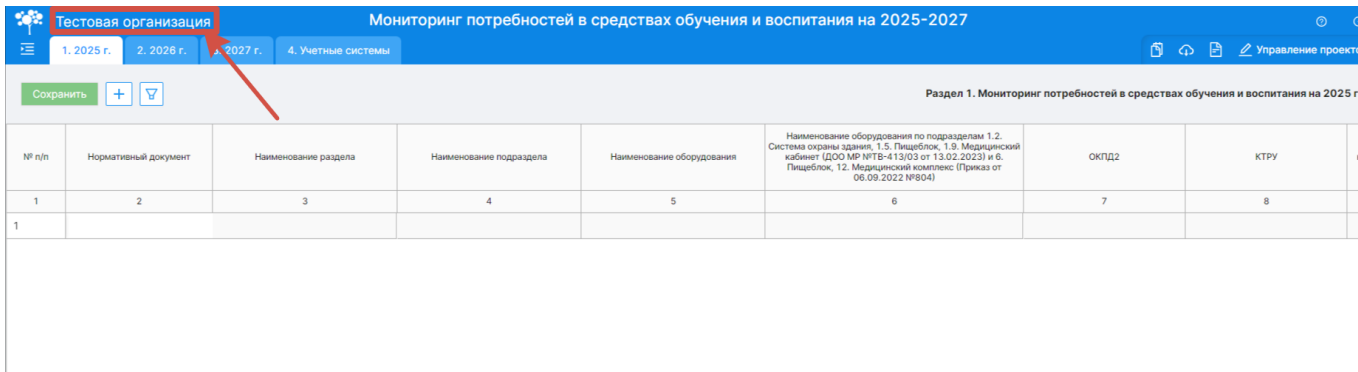 Тестовая организация
Мониторинг потребностей в средствах обучения и воспитания на 2025-2027
1. 2025 г.
2. 2026 г.
2027 г.
4. Учетные системы
Управление проекто
Сохранить
Раздел 1. Мониторинг потребностей в средствах обучения и воспитания на 2025 г
№ п/п
Нормативный документ
Наименование раздела
Наименование подраздела
Наименование оборудования
Наименование оборудования по подразделам 1.2.
Система охраны здания, 1.5. Пищеблок, 1.9. Медицинский
кабинет (ДОО МР №ТВ-413/03 от 13.02.2023) и 6.
Пищеблок, 12. Медицинский комплекс (Приказ от
06.09.2022 №804)
ОКПД2
КТРУ
1
2
3
4
5
6
7
8
1